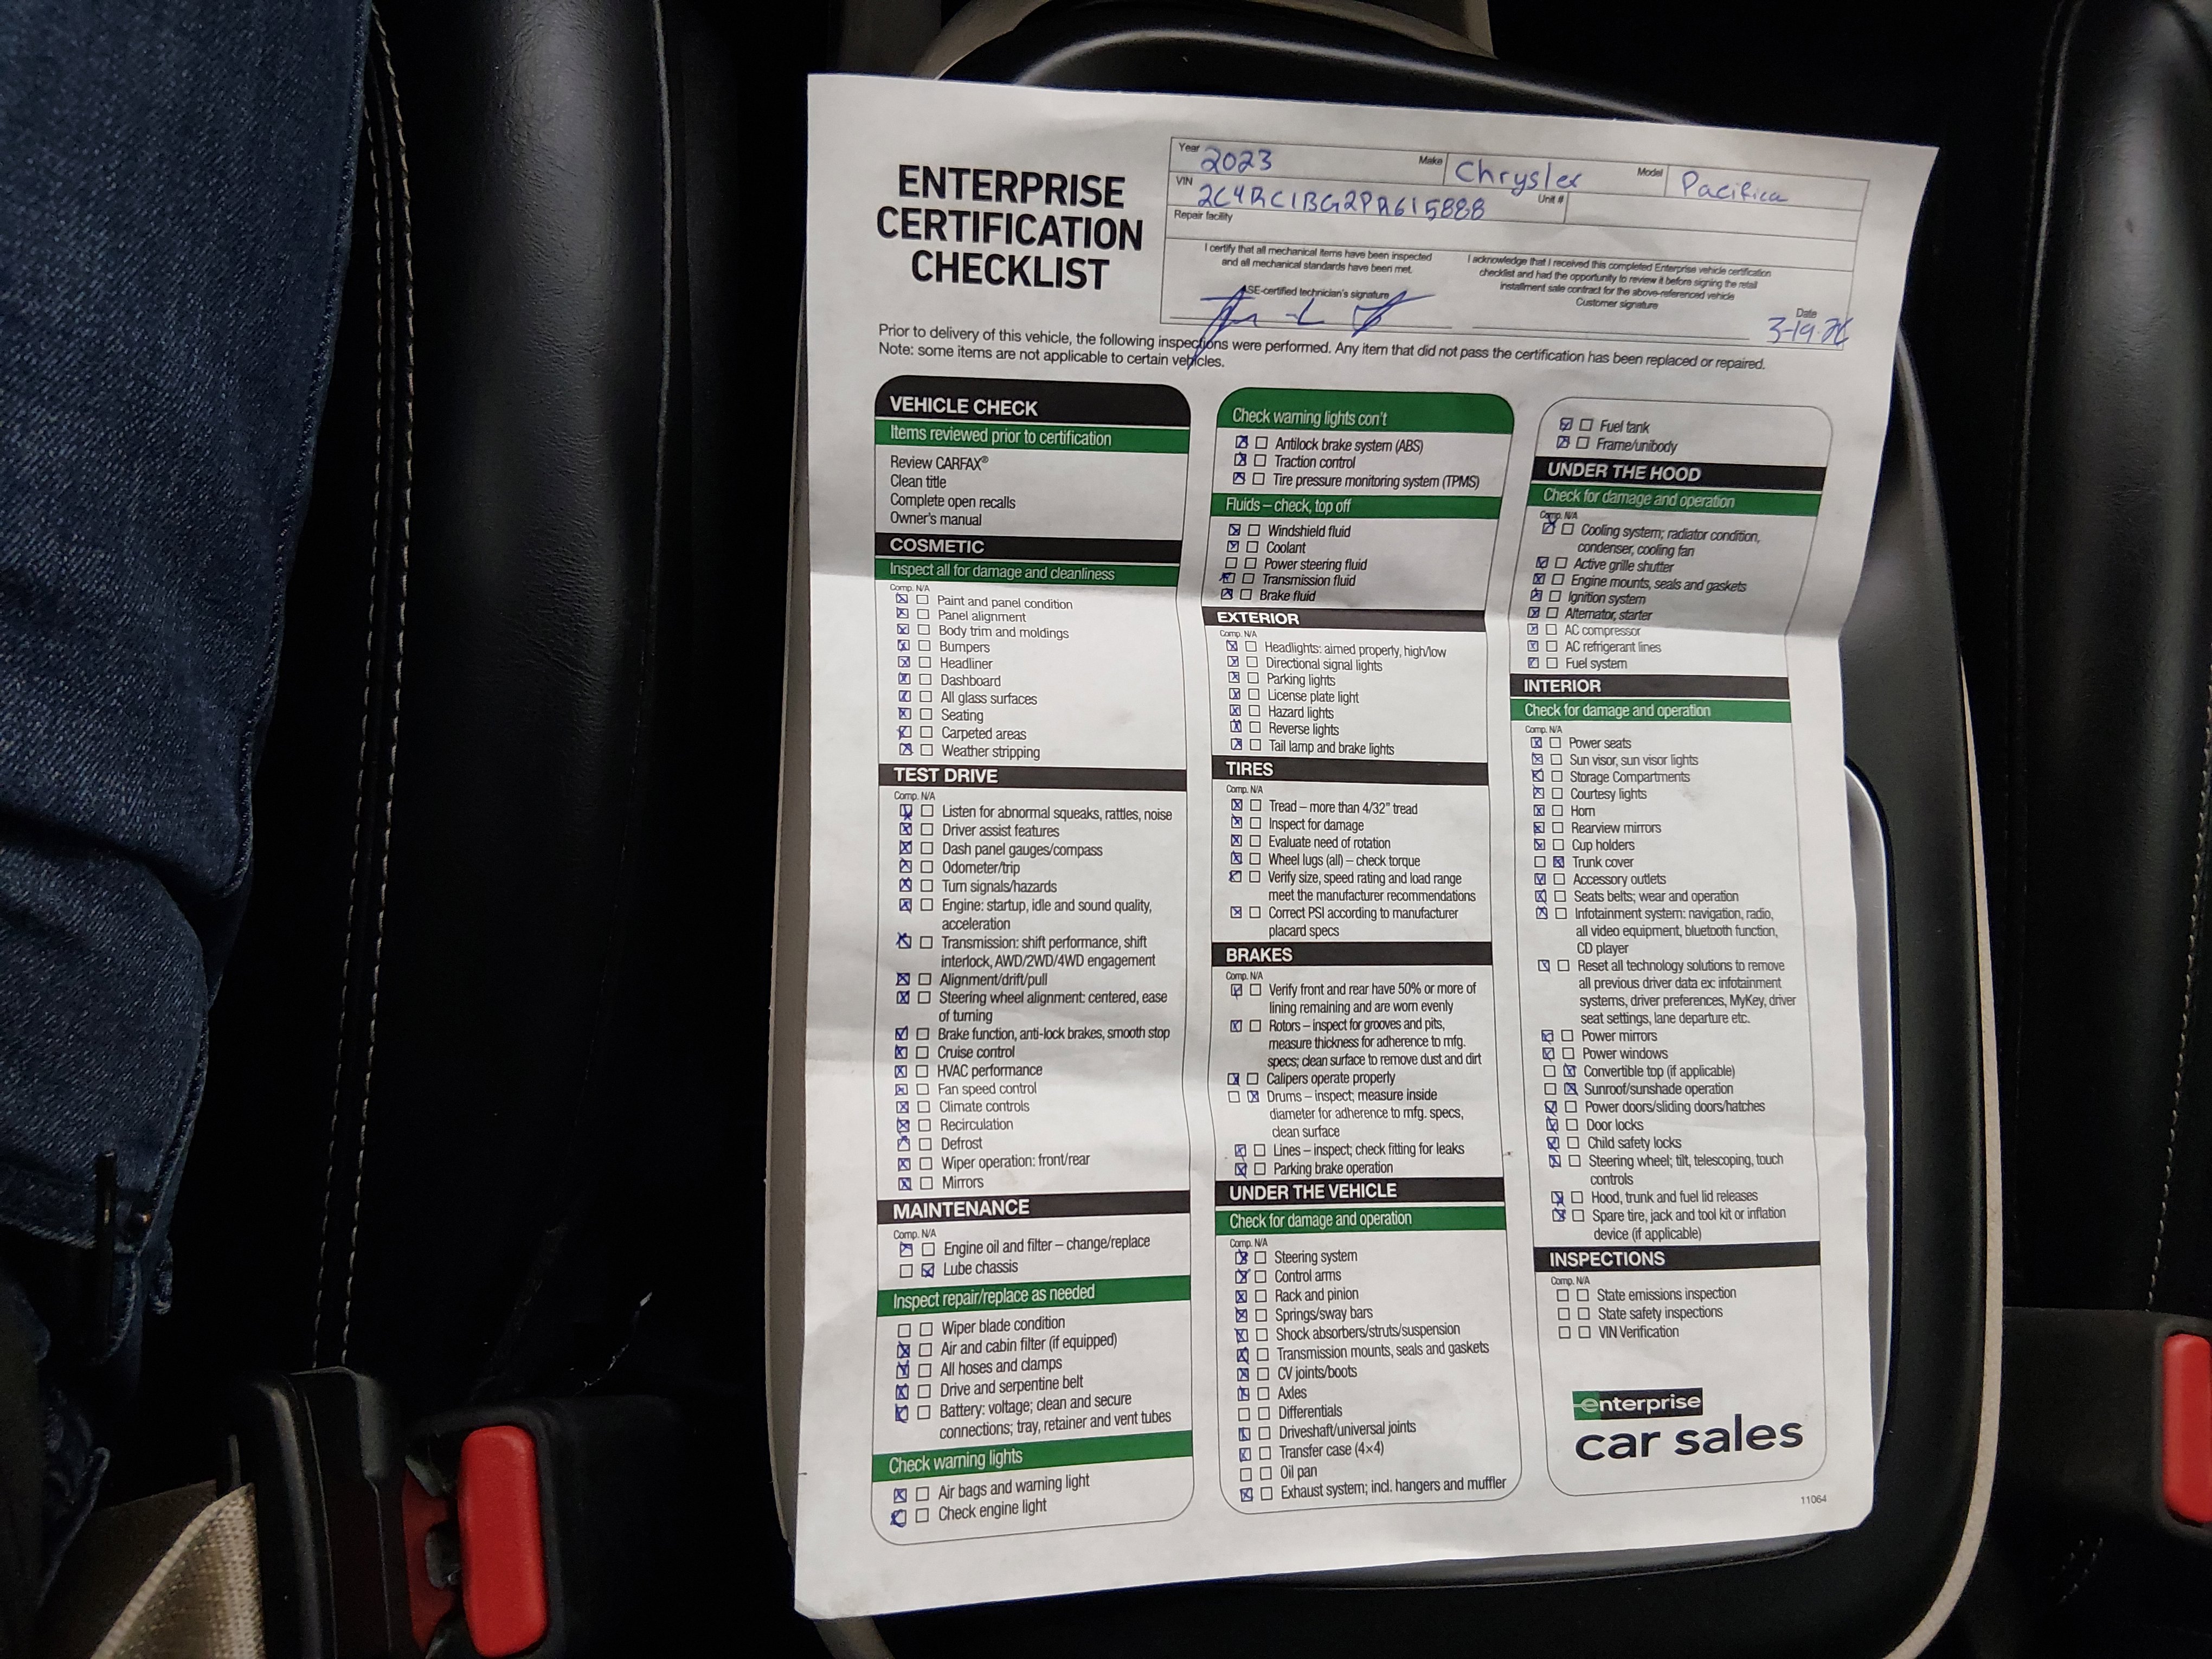 ENTERPRISE
CERTIFICATION
CHECKLIST
Year 2023 Make Chrysler Model Pacifica
VIN 2C4RC1BG2PR615888 Unit #
Repair facility
I certify that all mechanical items have been inspected
and all mechanical standards have been met.
ASE-certified technician's signature
I acknowledge that I received this completed Enterprise vehicle certification
checklist and had the opportunity to review it before signing the retail
installment sale contract for the above-referenced vehicle
Customer signature
Date
3-19-26
Prior to delivery of this vehicle, the following inspections were performed. Any item that did not pass the certification has been replaced or repaired.
Note: some items are not applicable to certain vehicles.
VEHICLE CHECK
Items reviewed prior to certification
Review CARFAX®
Clean title
Complete open recalls
Owner's manual
COSMETIC
Inspect all for damage and cleanliness
Comp. N/A
Paint and panel condition
Panel alignment
Body trim and moldings
Bumpers
Headliner
Dashboard
All glass surfaces
Seating
Carpeted areas
Weather stripping
TEST DRIVE
Comp. N/A
Listen for abnormal squeaks, rattles, noise
Driver assist features
Dash panel gauges/compass
Odometer/trip
Turn signals/hazards
Engine: startup, idle and sound quality,
acceleration
Transmission: shift performance, shift
interlock, AWD/2WD/4WD engagement
Alignment/drift/pull
Steering wheel alignment: centered, ease
of turning
Brake function, anti-lock brakes, smooth stop
Cruise control
HVAC performance
Fan speed control
Climate controls
Recirculation
Defrost
Wiper operation: front/rear
Mirrors
MAINTENANCE
Comp. N/A
Engine oil and filter – change/replace
Lube chassis
Inspect repair/replace as needed
Wiper blade condition
Air and cabin filter (if equipped)
All hoses and clamps
Drive and serpentine belt
Battery: voltage; clean and secure
connections; tray, retainer and vent tubes
Check warning lights
Air bags and warning light
Check engine light
Check warning lights con't
Antilock brake system (ABS)
Traction control
Tire pressure monitoring system (TPMS)
Fluids – check, top off
Windshield fluid
Coolant
Power steering fluid
Transmission fluid
Brake fluid
EXTERIOR
Comp. N/A
Headlights: aimed properly, high/low
Directional signal lights
Parking lights
License plate light
Hazard lights
Reverse lights
Tail lamp and brake lights
TIRES
Comp. N/A
Tread – more than 4/32" tread
Inspect for damage
Evaluate need of rotation
Wheel lugs (all) – check torque
Verify size, speed rating and load range
meet the manufacturer recommendations
Correct PSI according to manufacturer
placard specs
BRAKES
Comp. N/A
Verify front and rear have 50% or more of
lining remaining and are worn evenly
Rotors – inspect for grooves and pits,
measure thickness for adherence to mfg.
specs; clean surface to remove dust and dirt
Calipers operate properly
Drums – inspect; measure inside
diameter for adherence to mfg. specs,
clean surface
Lines – inspect; check fitting for leaks
Parking brake operation
UNDER THE VEHICLE
Check for damage and operation
Comp. N/A
Steering system
Control arms
Rack and pinion
Springs/sway bars
Shock absorbers/struts/suspension
Transmission mounts, seals and gaskets
CV joints/boots
Axles
Differentials
Driveshaft/universal joints
Transfer case (4×4)
Oil pan
Exhaust system; incl. hangers and muffler
Fuel tank
Frame/unibody
UNDER THE HOOD
Check for damage and operation
Comp. N/A
Cooling system; radiator condition,
condenser, cooling fan
Active grille shutter
Engine mounts, seals and gaskets
Ignition system
Alternator, starter
AC compressor
AC refrigerant lines
Fuel system
INTERIOR
Check for damage and operation
Comp. N/A
Power seats
Sun visor, sun visor lights
Storage Compartments
Courtesy lights
Horn
Rearview mirrors
Cup holders
Trunk cover
Accessory outlets
Seats belts; wear and operation
Infotainment system: navigation, radio,
all video equipment, bluetooth function,
CD player
Reset all technology solutions to remove
all previous driver data ex: infotainment
systems, driver preferences, MyKey, driver
seat settings, lane departure etc.
Power mirrors
Power windows
Convertible top (if applicable)
Sunroof/sunshade operation
Power doors/sliding doors/hatches
Door locks
Child safety locks
Steering wheel; tilt, telescoping, touch
controls
Hood, trunk and fuel lid releases
Spare tire, jack and tool kit or inflation
device (if applicable)
INSPECTIONS
Comp. N/A
State emissions inspection
State safety inspections
VIN Verification
enterprise
car sales
11064